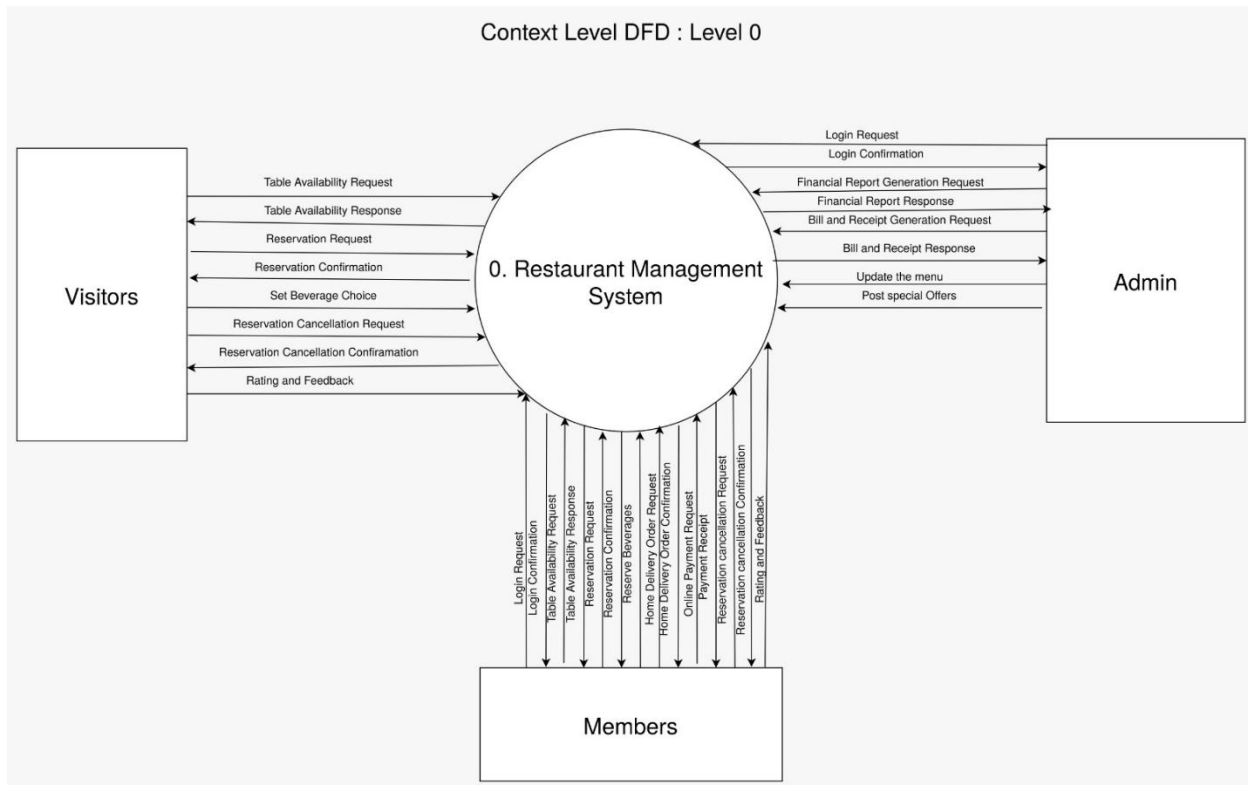 Context Level DFD : Level 0
Visitors
Table Availability Request
Table Availability Response
Reservation Request
Reservation Confirmation
Set Beverage Choice
Reservation Cancellation Request
Reservation Cancellation Confiramation
Rating and Feedback
0. Restaurant Management
System
Login Request
Login Confirmation
Financial Report Generation Request
Financial Report Response
Bill and Receipt Generation Request
Bill and Receipt Response
Update the menu
Post special Offers
Admin
Login Request
Login Confirmation
Table Availability Request
Table Availability Response
Reservation Request
Reservation Confirmation
Reserve Beverages
Home Delivery Order Request
Home Delivery Order Confirmation
Online Payment Request
Payment Receipt
Reservation cancellation Request
Reservation cancellation Confirmation
Rating and Feedback
Members